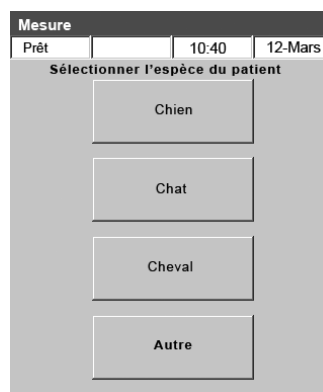 Mesure
Prêt 10:40 12-Mars
Sélectionner l'espèce du patient
Chien
Chat
Cheval
Autre